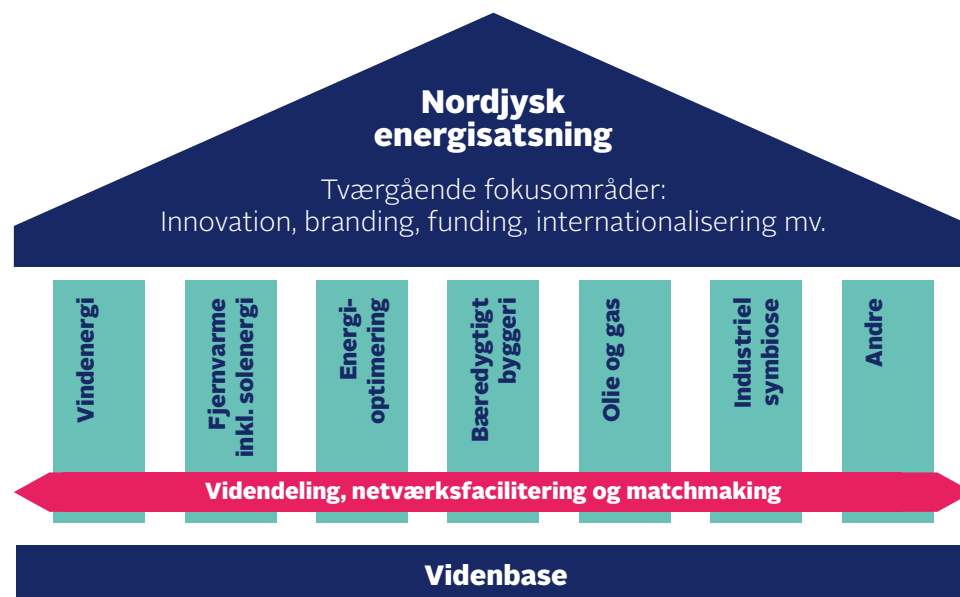 Nordjysk
energisatsning
Tværgående fokusområder:
Innovation, branding, funding, internationalisering mv.
Vindenergi
Fjernvarme
inkl. solenergi
Energi-
optimering
Bæredygtigt
byggeri
Olie og gas
Industriel
symbiose
Andre
Videndeling, netværksfacilitering og matchmaking
Videnbase